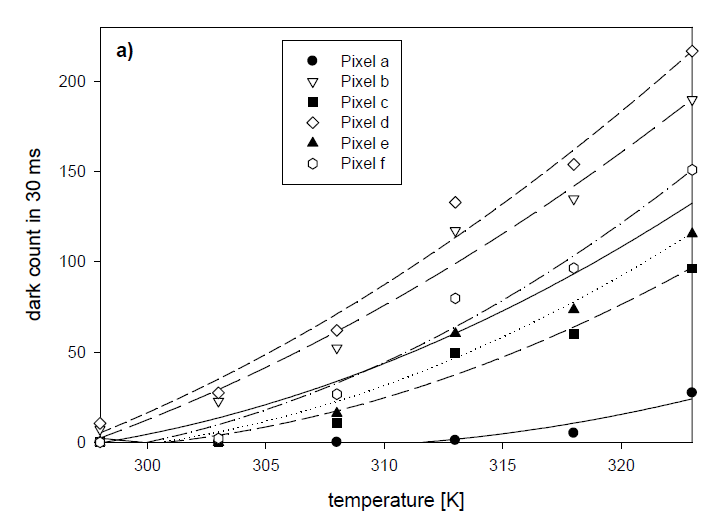 a)
Pixel a
Pixel b
Pixel c
Pixel d
Pixel e
Pixel f
dark count in 30 ms
200
150
100
50
0
300 305 310 315 320
temperature [K]